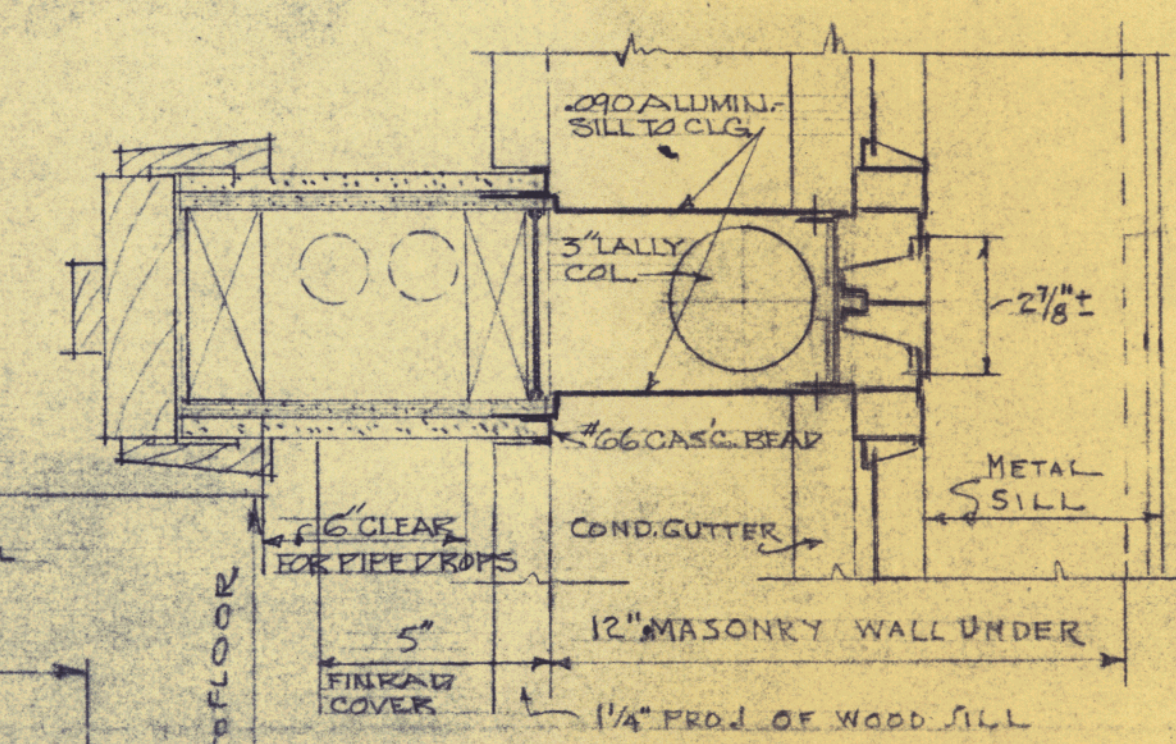 .090 ALUMIN.-
SILL TO CLG.
3" LALLY
COL.
2 7/8" ±
#66 CAS'G. BEAD
METAL
SILL
6" CLEAR
FOR PIPE DROPS
COND. GUTTER
FLOOR
12" MASONRY WALL UNDER
5"
FINRAD
COVER
1 1/4" PROJ OF WOOD SILL